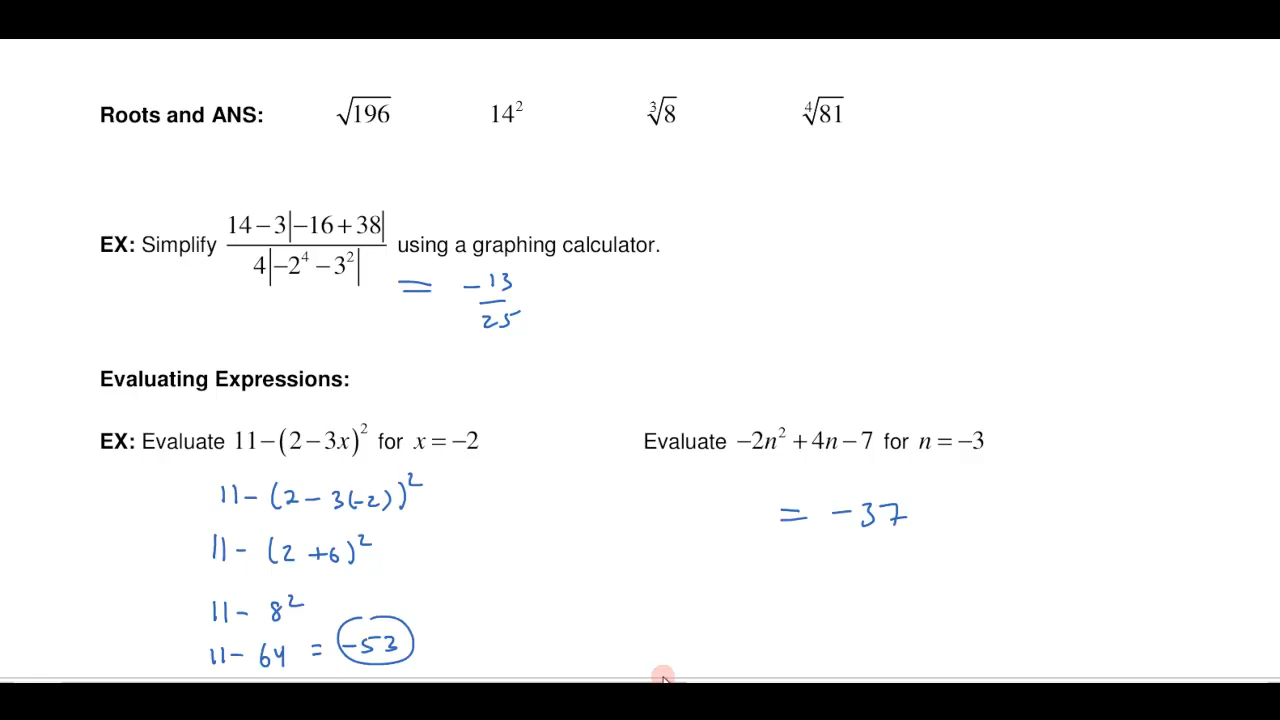 Roots and ANS: √196 14² ∛8 ∜81
EX: Simplify (14−3|−16+38|)/(4|−2⁴−3²|) using a graphing calculator.
= −13/25
Evaluating Expressions:
EX: Evaluate 11−(2−3x)² for x=−2 Evaluate −2n²+4n−7 for n=−3
11−(2−3(−2))²
= −37
11−(2+6)²
11−8²
11−64 = −53